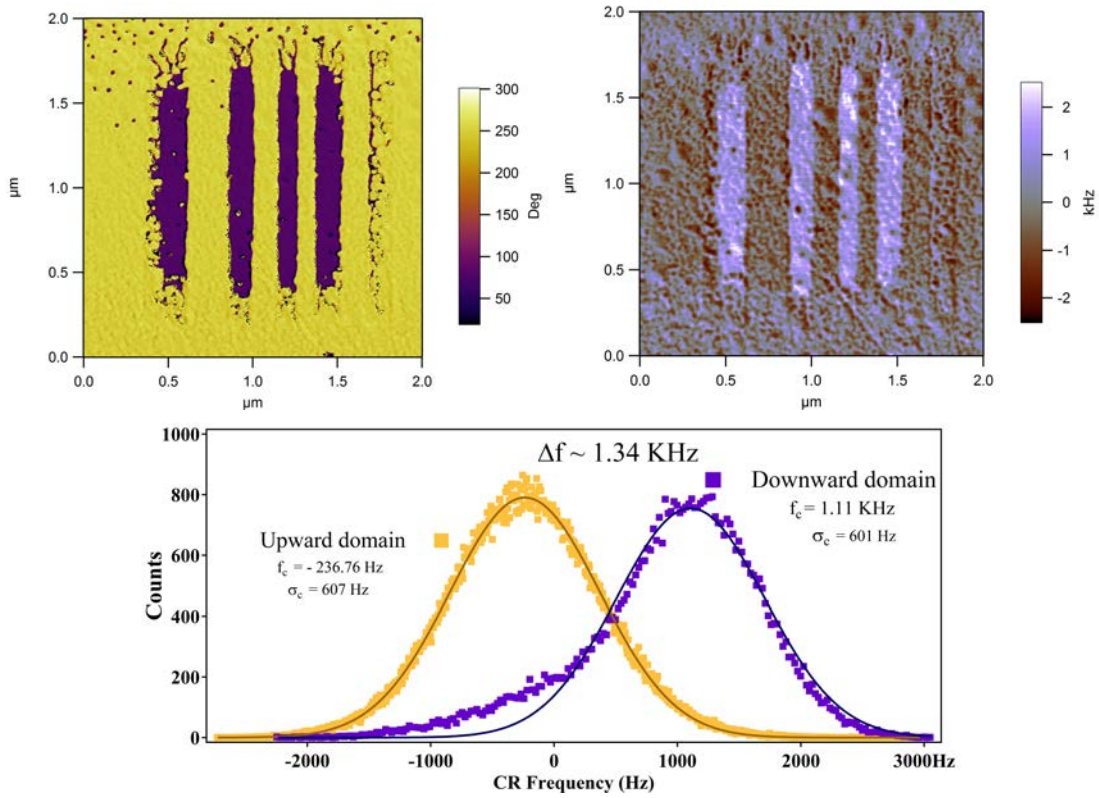 2.0
1.5
1.0
0.5
0.0
µm
0.0
0.5
1.0
1.5
2.0
µm
300
250
200
150
100
50
Deg
2.0
1.5
1.0
0.5
0.0
µm
0.0
0.5
1.0
1.5
2.0
µm
2
1
0
-1
-2
kHz
1000
800
600
400
200
0
Counts
Δf ~ 1.34 KHz
Upward domain
f_c = - 236.76 Hz
σ_c = 607 Hz
Downward domain
f_c = 1.11 KHz
σ_c = 601 Hz
-2000
-1000
0
1000
2000
3000Hz
CR Frequency (Hz)